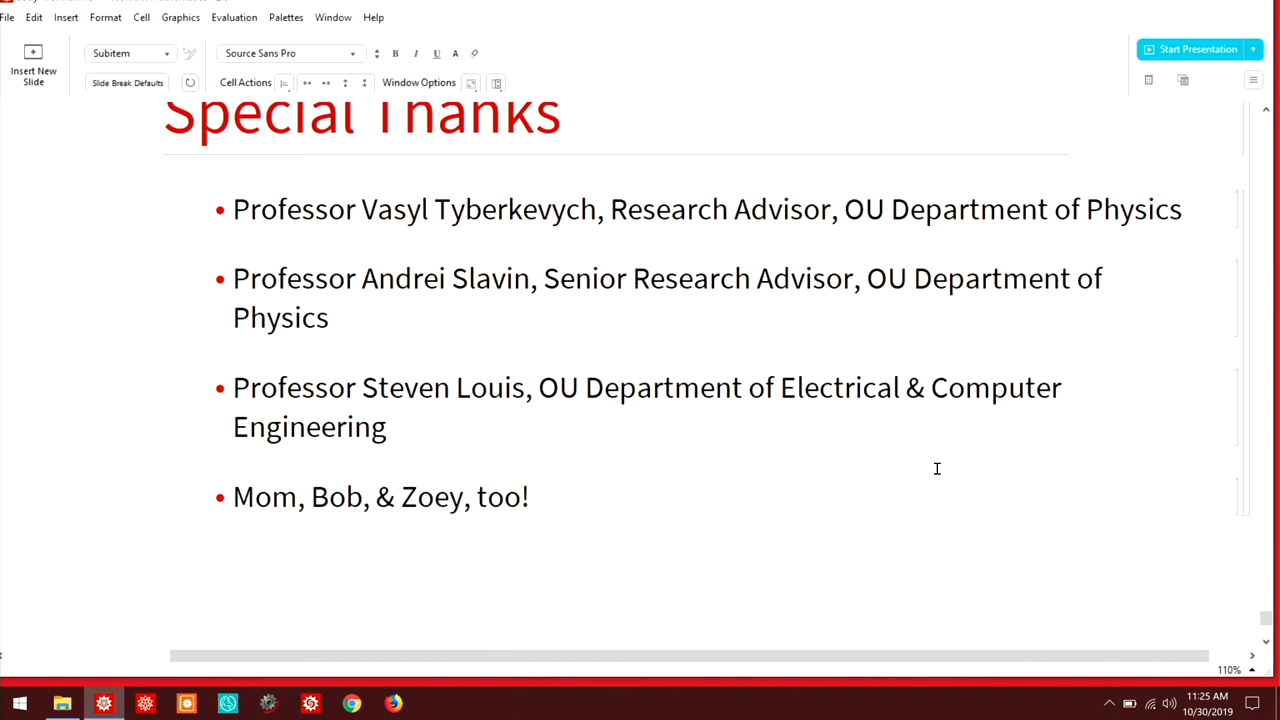 File Edit Insert Format Cell Graphics Evaluation Palettes Window Help
Insert New
Slide
Subitem
Source Sans Pro
B I U A
Start Presentation
Slide Break Defaults
Cell Actions
Window Options
Special Thanks
• Professor Vasyl Tyberkevych, Research Advisor, OU Department of Physics
• Professor Andrei Slavin, Senior Research Advisor, OU Department of
Physics
• Professor Steven Louis, OU Department of Electrical & Computer
Engineering
• Mom, Bob, & Zoey, too!
110%
11:25 AM
10/30/2019